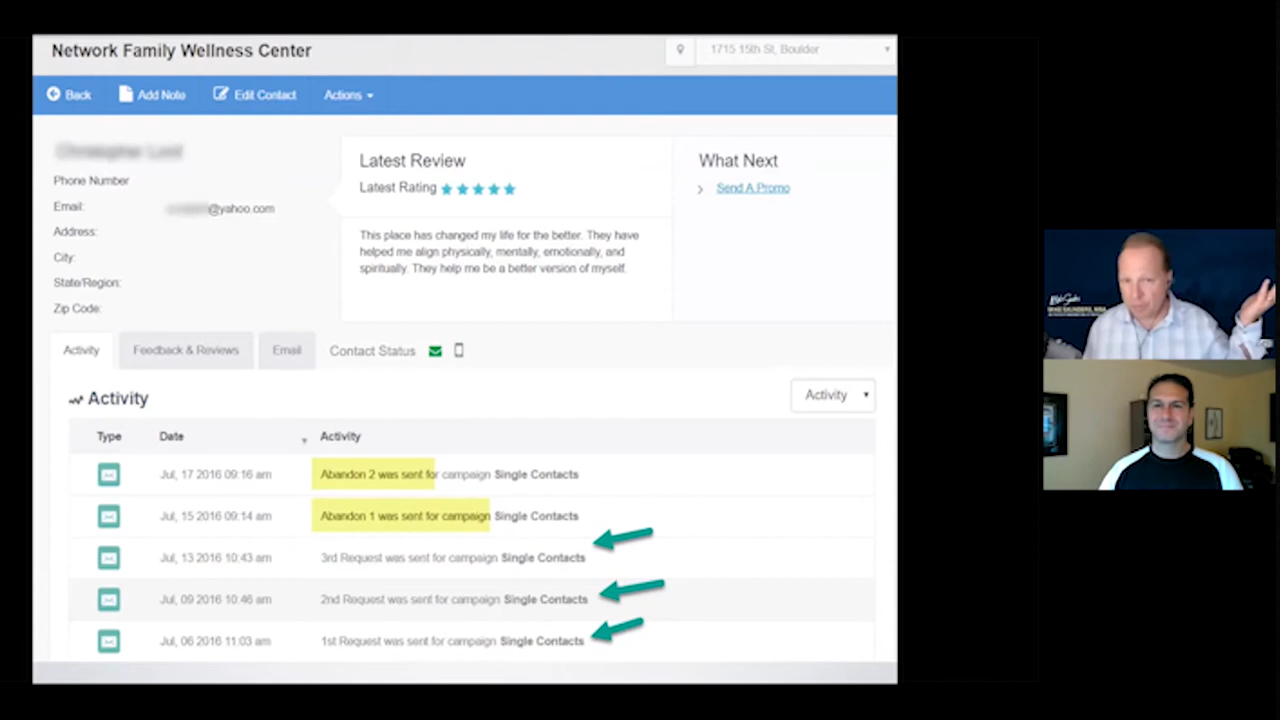 Network Family Wellness Center
1715 15th St, Boulder
Back
Add Note
Edit Contact
Actions
Phone Number
Email: @yahoo.com
Address:
City:
State/Region:
Zip Code:
Latest Review
Latest Rating
This place has changed my life for the better. They have
helped me align physically, mentally, emotionally, and
spiritually. They help me be a better version of myself.
What Next
Send A Promo
Activity
Feedback & Reviews
Email
Contact Status
Activity
Activity
Type Date Activity
Jul, 17 2016 09:16 am Abandon 2 was sent for campaign Single Contacts
Jul, 15 2016 09:14 am Abandon 1 was sent for campaign Single Contacts
Jul, 13 2016 10:43 am 3rd Request was sent for campaign Single Contacts
Jul, 09 2016 10:46 am 2nd Request was sent for campaign Single Contacts
Jul, 06 2016 11:03 am 1st Request was sent for campaign Single Contacts